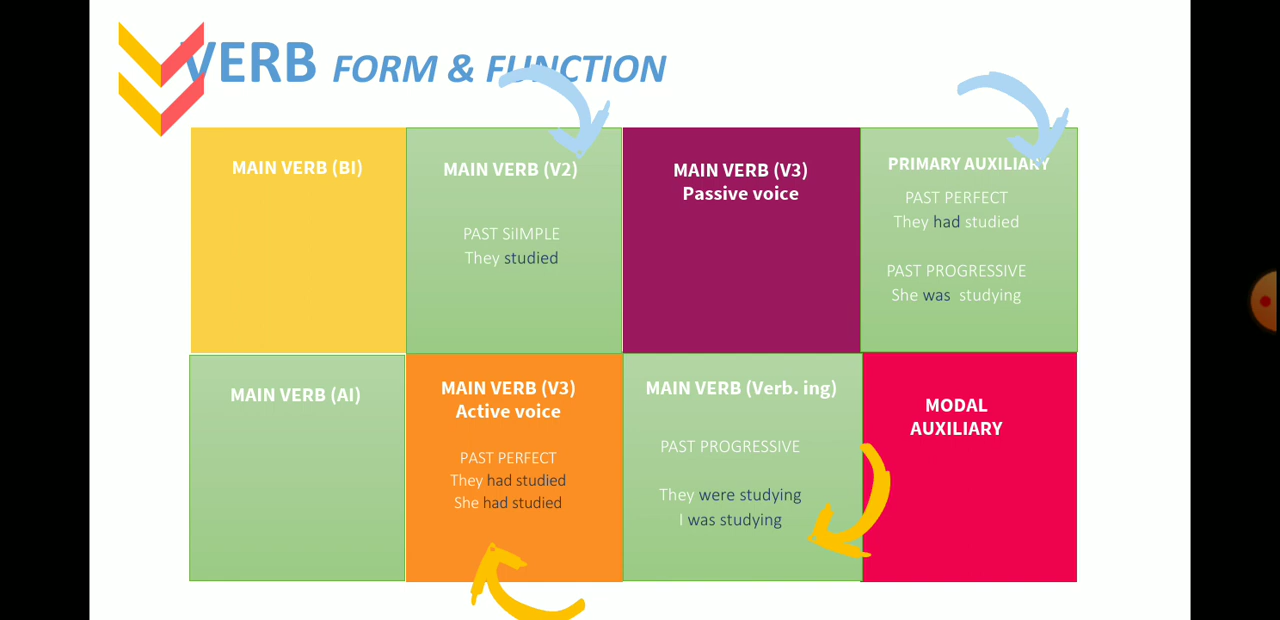 VERB FORM & FUNCTION
MAIN VERB (BI)
MAIN VERB (V2)
PAST SiIMPLE
They studied
MAIN VERB (V3)
Passive voice
PRIMARY AUXILIARY
PAST PERFECT
They had studied
PAST PROGRESSIVE
She was studying
MAIN VERB (AI)
MAIN VERB (V3)
Active voice
PAST PERFECT
They had studied
She had studied
MAIN VERB (Verb. ing)
PAST PROGRESSIVE
They were studying
I was studying
MODAL
AUXILIARY